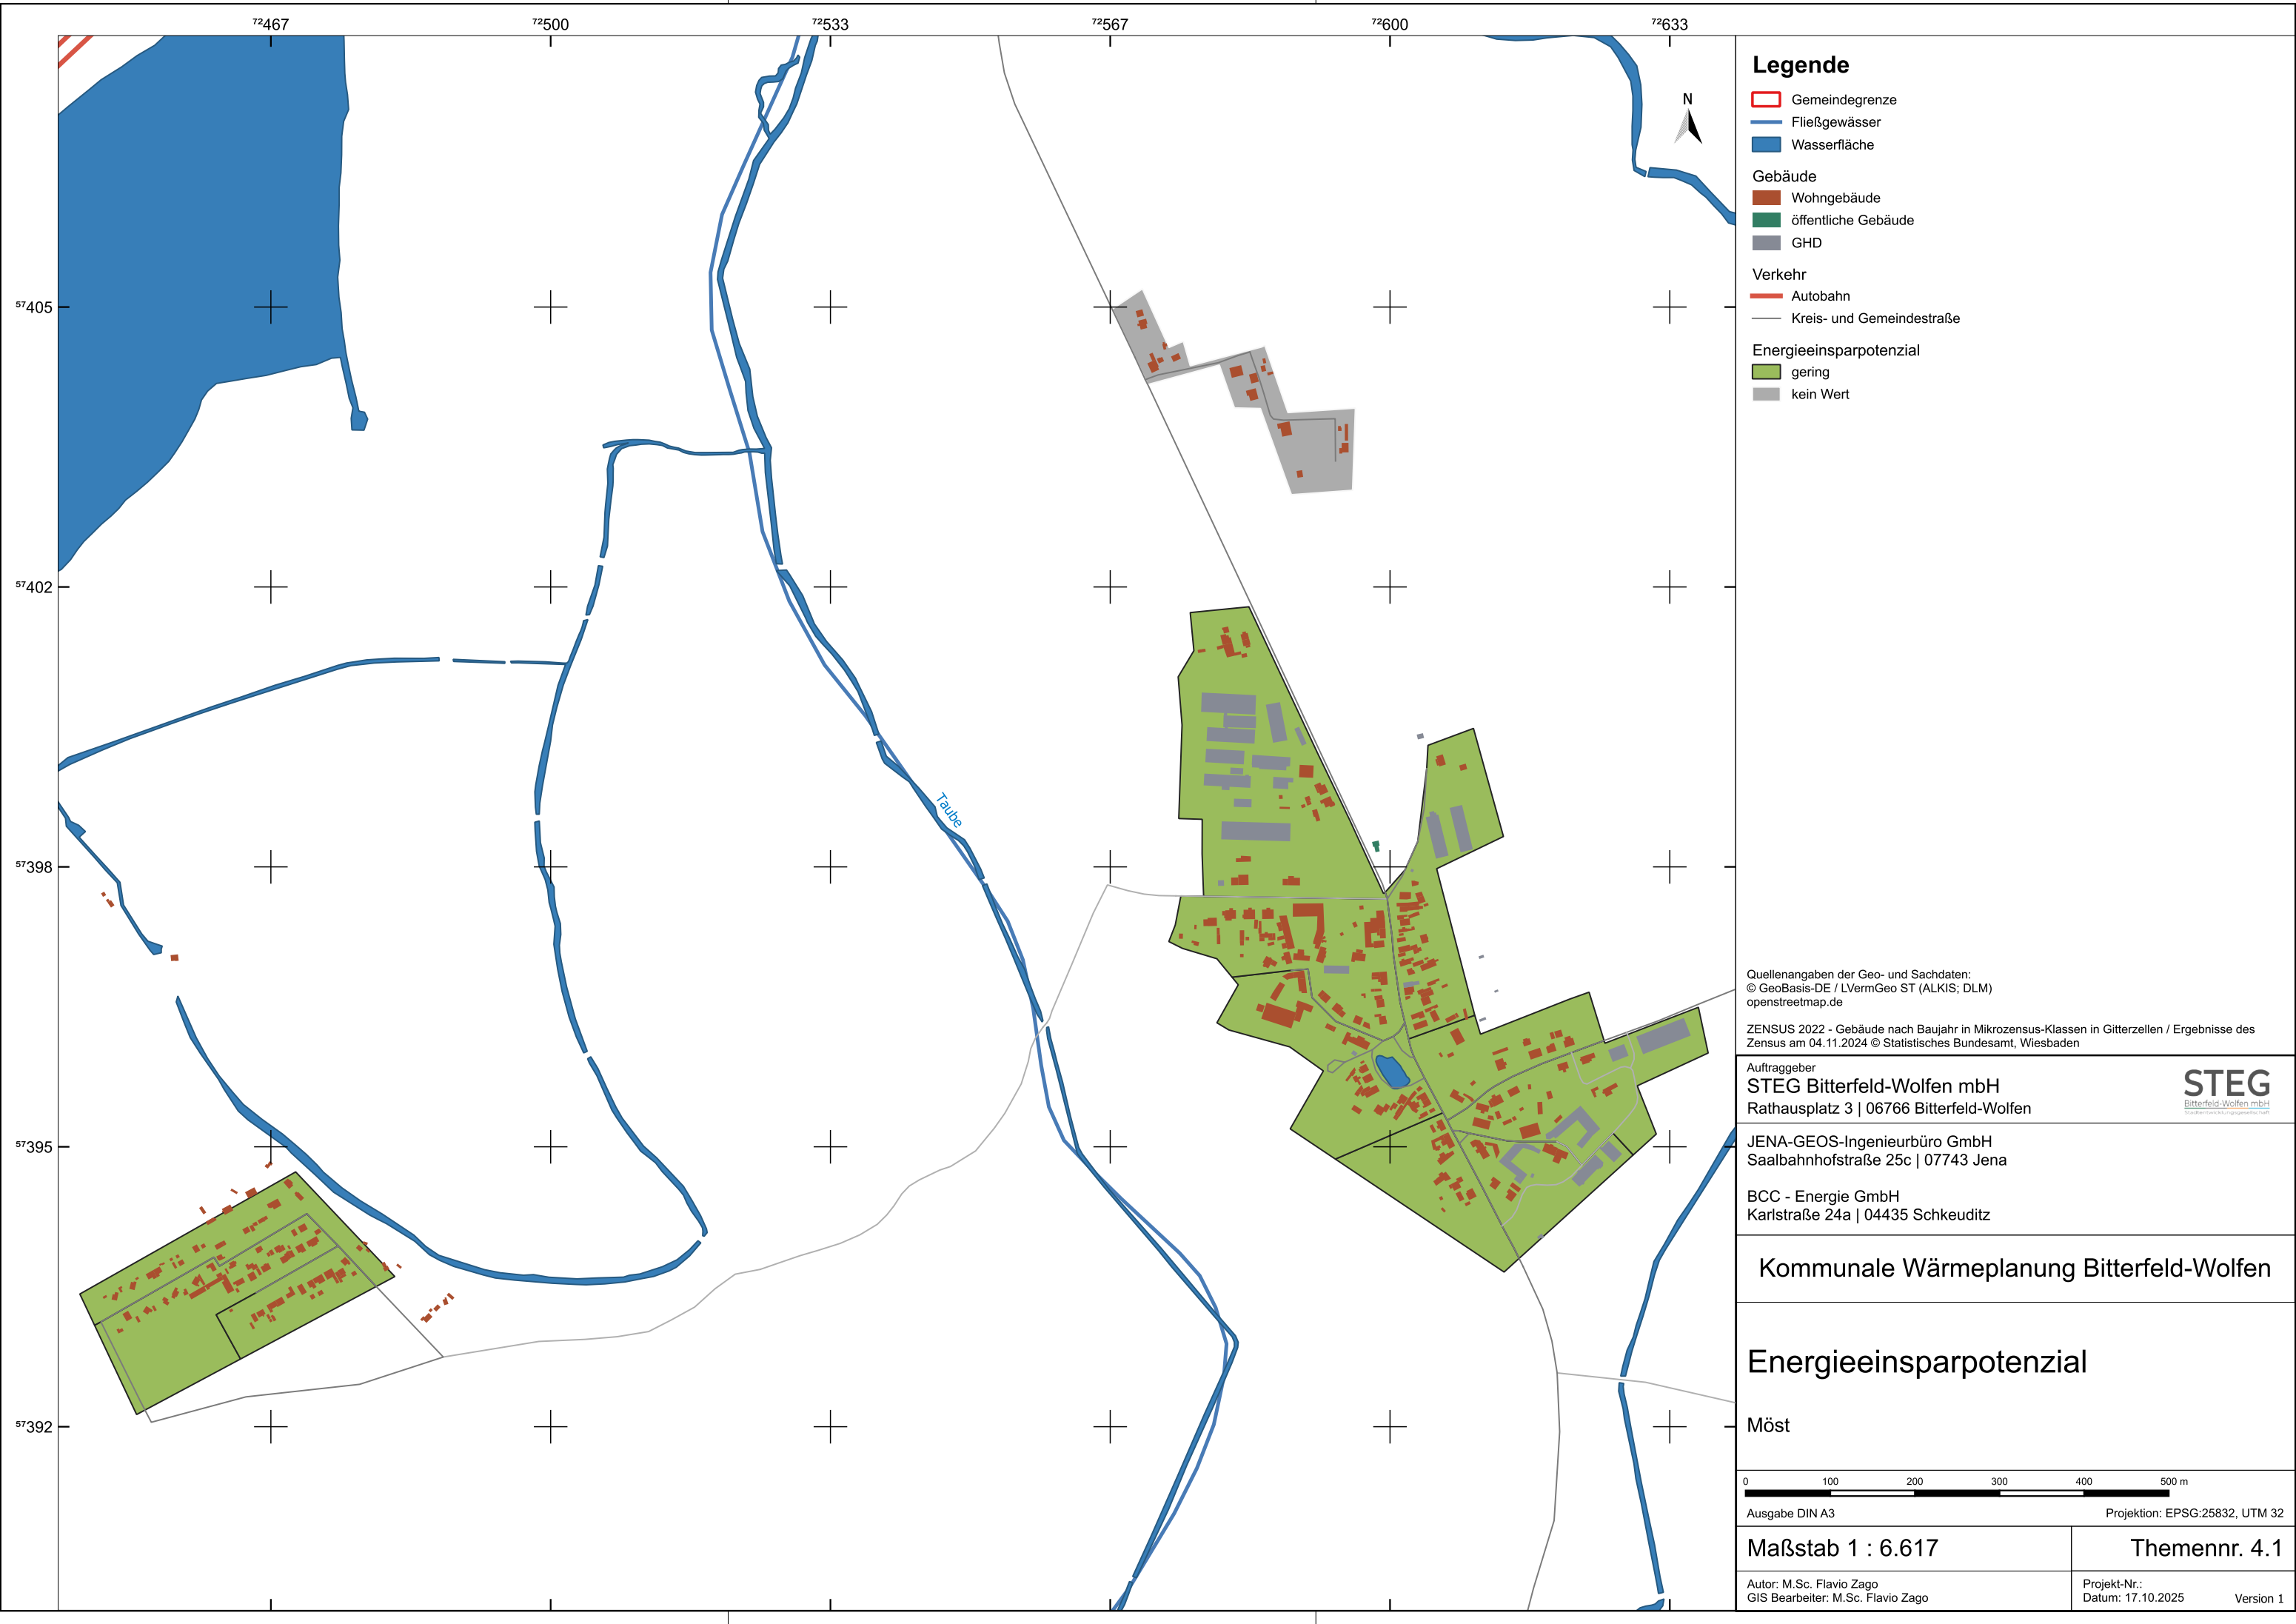 72467
72500
72533
72567
72600
72633
57405
57402
57398
57395
57392
N
Taube
Legende
Gemeindegrenze
Fließgewässer
Wasserfläche
Gebäude
Wohngebäude
öffentliche Gebäude
GHD
Verkehr
Autobahn
Kreis- und Gemeindestraße
Energieeinsparpotenzial
gering
kein Wert
Quellenangaben der Geo- und Sachdaten:
© GeoBasis-DE / LVermGeo ST (ALKIS; DLM)
openstreetmap.de
ZENSUS 2022 - Gebäude nach Baujahr in Mikrozensus-Klassen in Gitterzellen / Ergebnisse des
Zensus am 04.11.2024 © Statistisches Bundesamt, Wiesbaden
Auftraggeber
STEG Bitterfeld-Wolfen mbH
Rathausplatz 3 | 06766 Bitterfeld-Wolfen
STEG
Bitterfeld-Wolfen mbH
Stadtentwicklungsgesellschaft
JENA-GEOS-Ingenieurbüro GmbH
Saalbahnhofstraße 25c | 07743 Jena
BCC - Energie GmbH
Karlstraße 24a | 04435 Schkeuditz
Kommunale Wärmeplanung Bitterfeld-Wolfen
Energieeinsparpotenzial
Möst
0 100 200 300 400 500 m
Ausgabe DIN A3 Projektion: EPSG:25832, UTM 32
Maßstab 1 : 6.617 Themennr. 4.1
Autor: M.Sc. Flavio Zago
GIS Bearbeiter: M.Sc. Flavio Zago
Projekt-Nr.:
Datum: 17.10.2025 Version 1